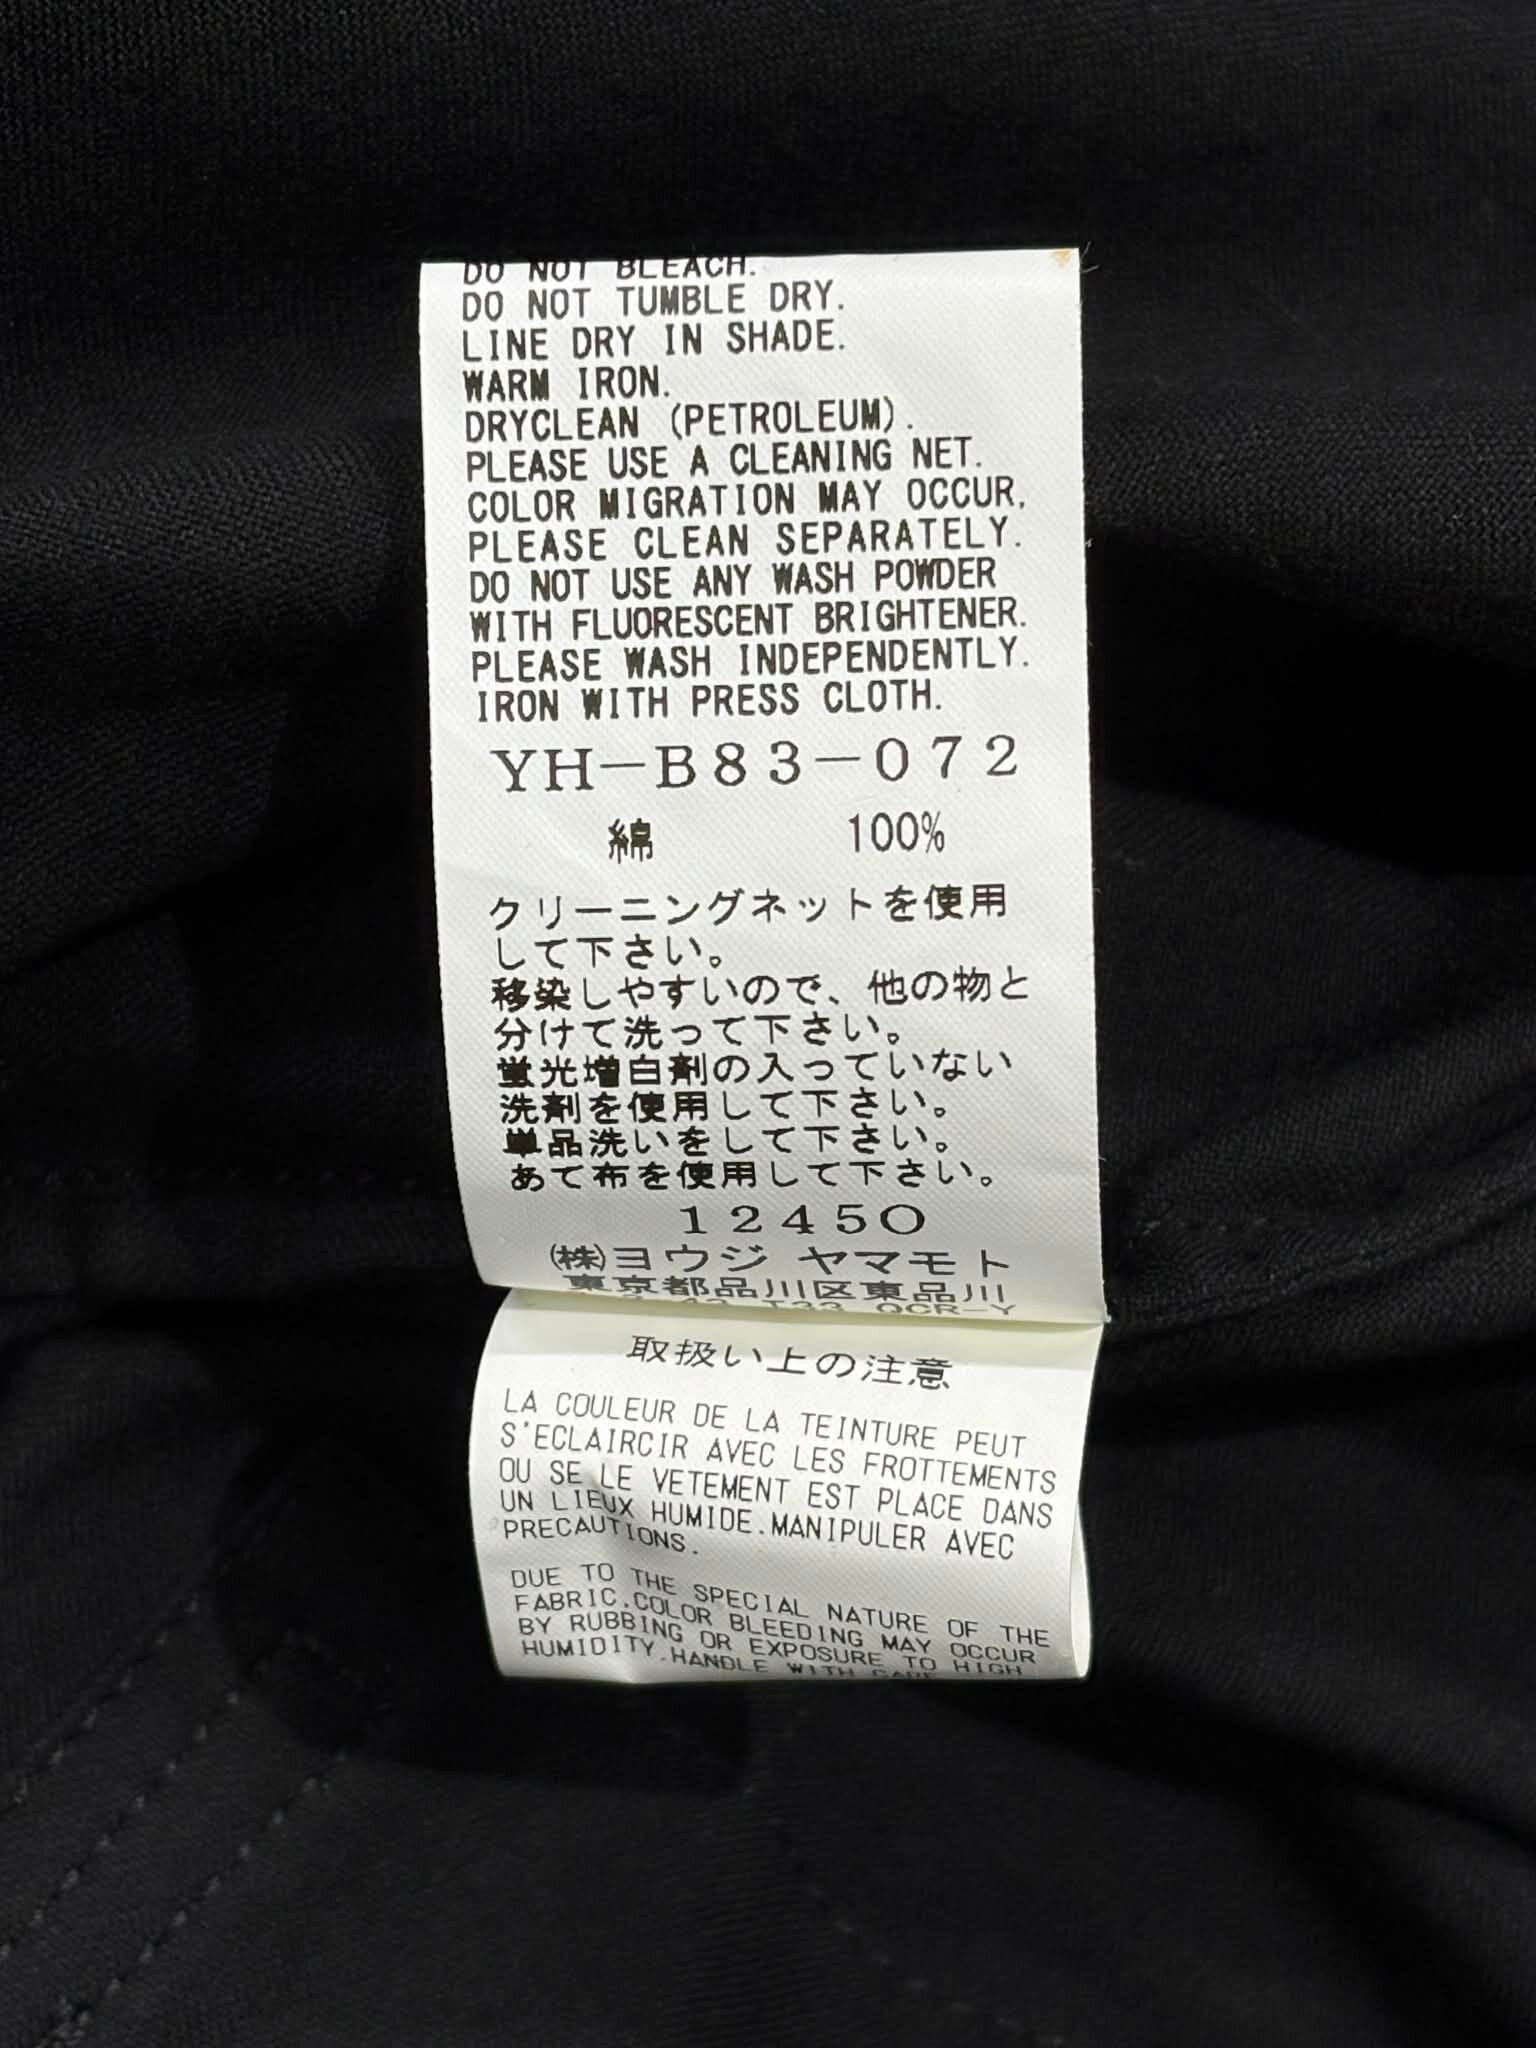 DO NOT BLEACH.
DO NOT TUMBLE DRY.
LINE DRY IN SHADE.
WARM IRON.
DRYCLEAN (PETROLEUM).
PLEASE USE A CLEANING NET.
COLOR MIGRATION MAY OCCUR.
PLEASE CLEAN SEPARATELY.
DO NOT USE ANY WASH POWDER
WITH FLUORESCENT BRIGHTENER.
PLEASE WASH INDEPENDENTLY.
IRON WITH PRESS CLOTH.
YH-B83-072
綿 100%
クリーニングネットを使用
して下さい。
移染しやすいので、他の物と
分けて洗って下さい。
蛍光増白剤の入っていない
洗剤を使用して下さい。
単品洗いをして下さい。
あて布を使用して下さい。
12450
(株)ヨウジ ヤマモト
東京都品川区東品川
T33 QCR-Y
取扱い上の注意
LA COULEUR DE LA TEINTURE PEUT
S'ECLAIRCIR AVEC LES FROTTEMENTS
OU SE LE VETEMENT EST PLACE DANS
UN LIEUX HUMIDE.MANIPULER AVEC
PRECAUTIONS.
DUE TO THE SPECIAL NATURE OF THE
FABRIC.COLOR BLEEDING MAY OCCUR
BY RUBBING OR EXPOSURE TO HIGH
HUMIDITY.HANDLE WITH CARE